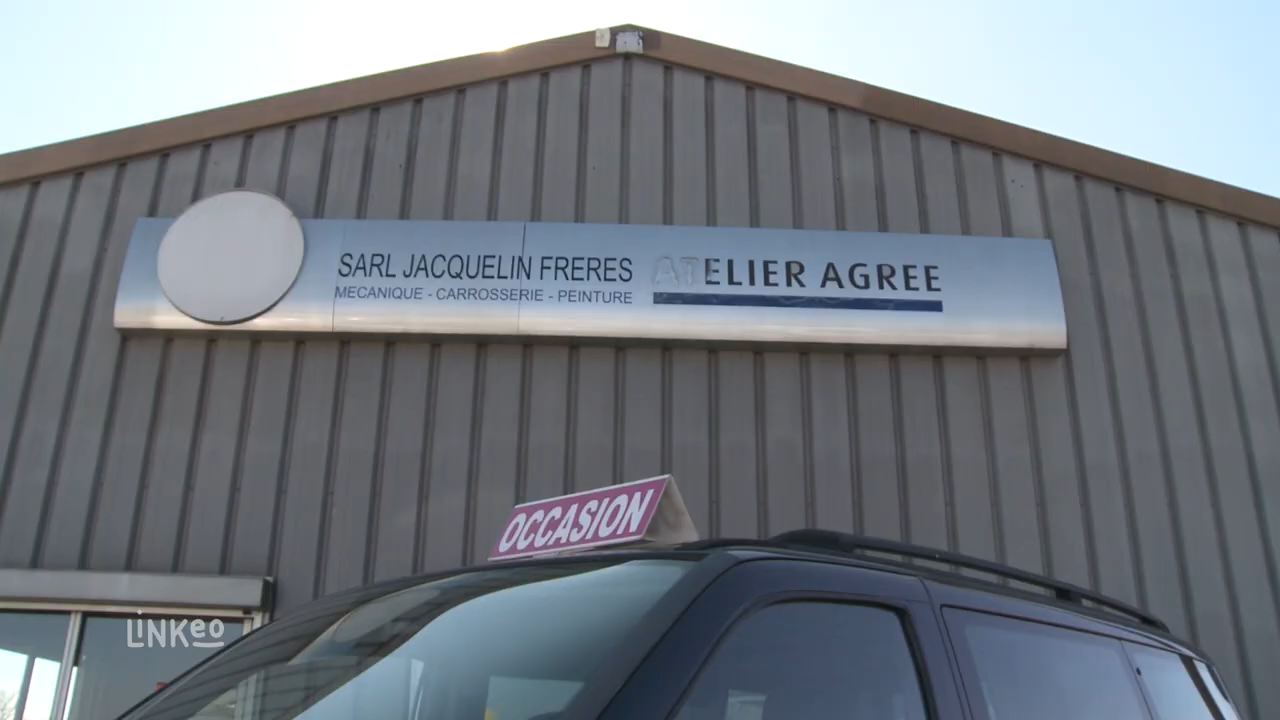 SARL JACQUELIN FRERES
MECANIQUE - CARROSSERIE - PEINTURE
ATELIER AGREE
OCCASION
LiNKeo